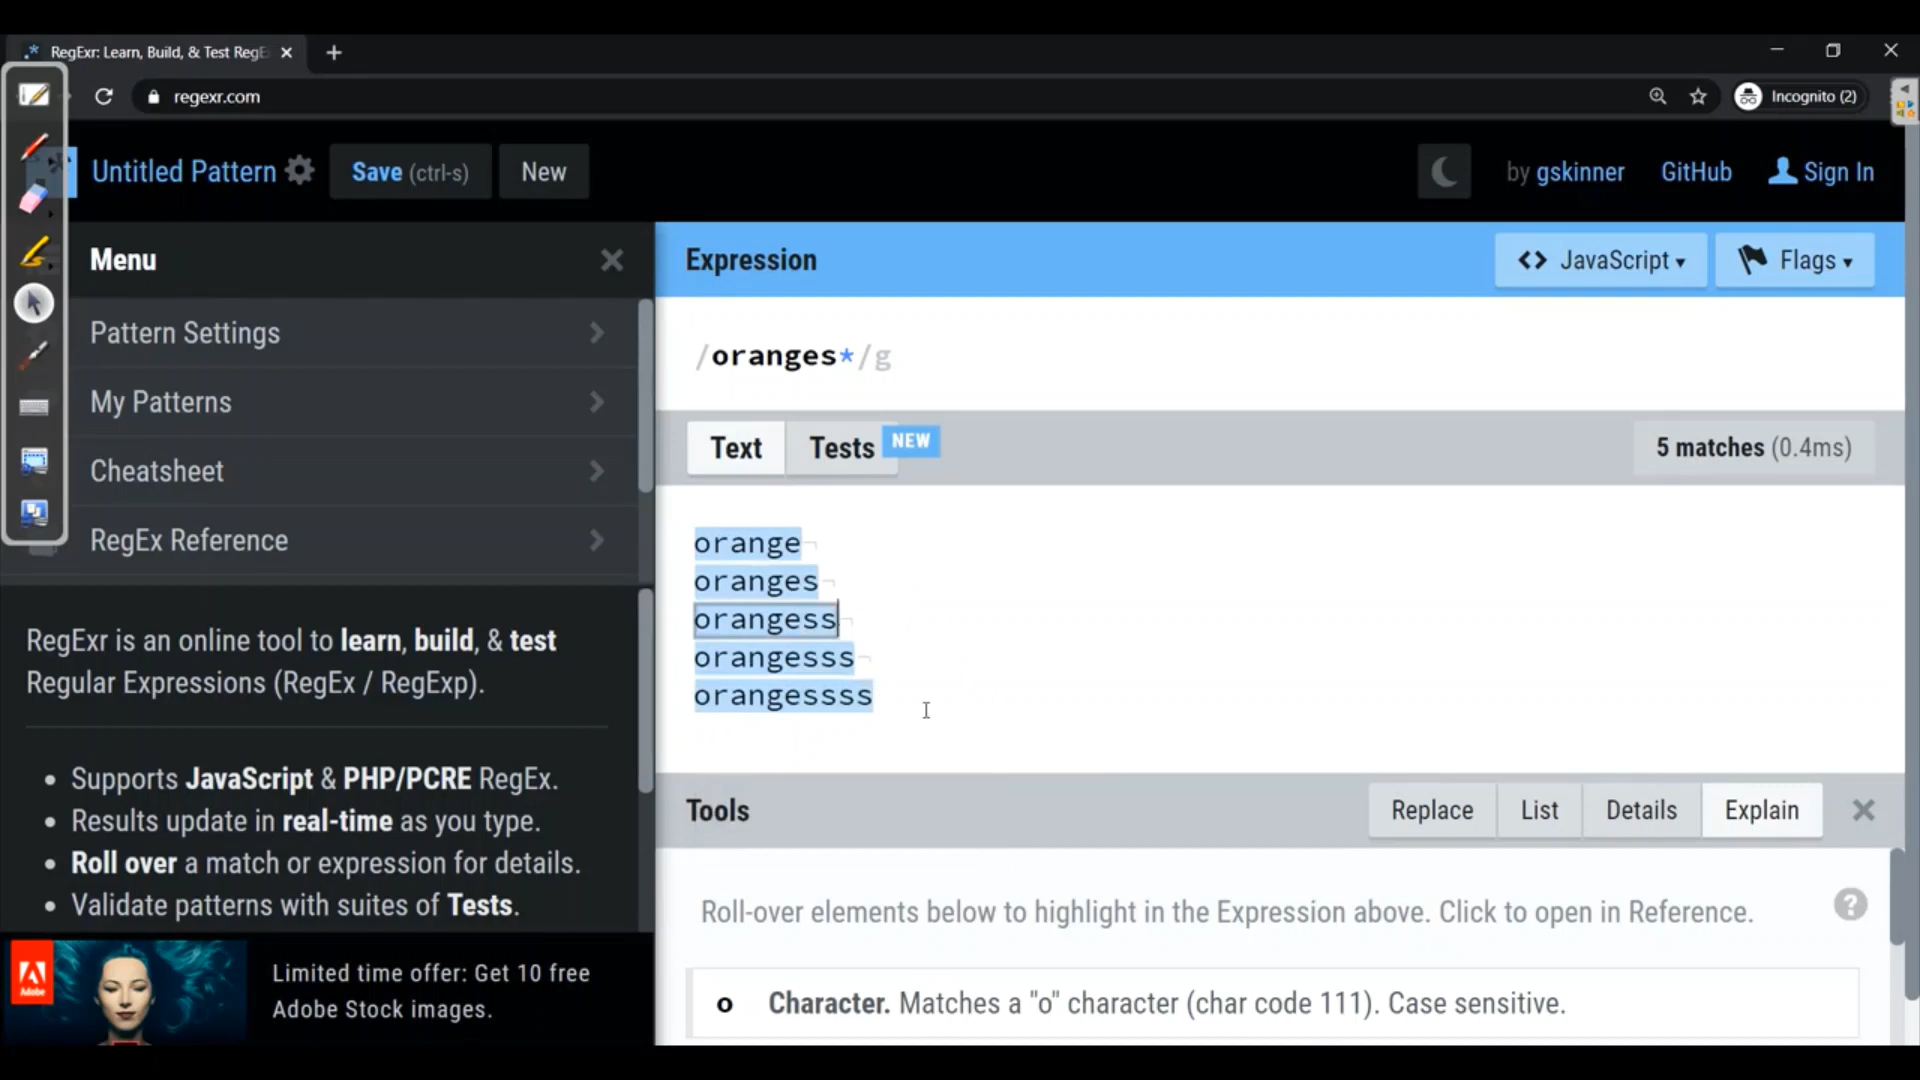 RegExr: Learn, Build, & Test RegE
regexr.com
Incognito (2)
Untitled Pattern
Save (ctrl-s)
New
by gskinner
GitHub
Sign In
Menu
Pattern Settings
My Patterns
Cheatsheet
RegEx Reference
RegExr is an online tool to learn, build, & test
Regular Expressions (RegEx / RegExp).
• Supports JavaScript & PHP/PCRE RegEx.
• Results update in real-time as you type.
• Roll over a match or expression for details.
• Validate patterns with suites of Tests.
Adobe
Limited time offer: Get 10 free
Adobe Stock images.
Expression
<> JavaScript
Flags
/oranges*/g
Text
Tests
NEW
5 matches (0.4ms)
orange
oranges
orangess
orangesss
orangessss
Tools
Replace
List
Details
Explain
Roll-over elements below to highlight in the Expression above. Click to open in Reference.
?
o Character. Matches a "o" character (char code 111). Case sensitive.